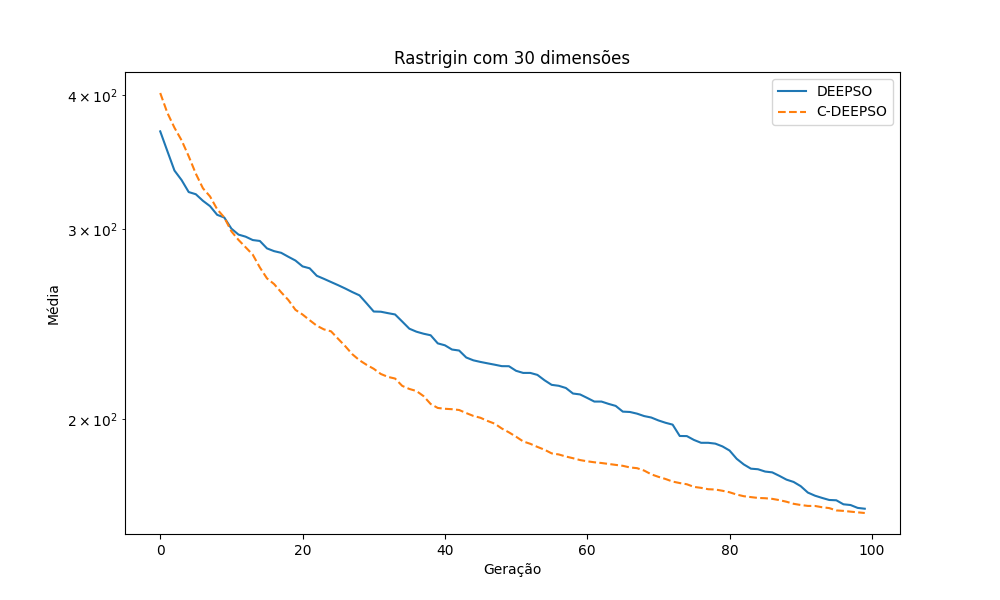 Rastrigin com 30 dimensões
DEEPSO
C-DEEPSO
Média
4 × 10²
3 × 10²
2 × 10²
0 20 40 60 80 100
Geração